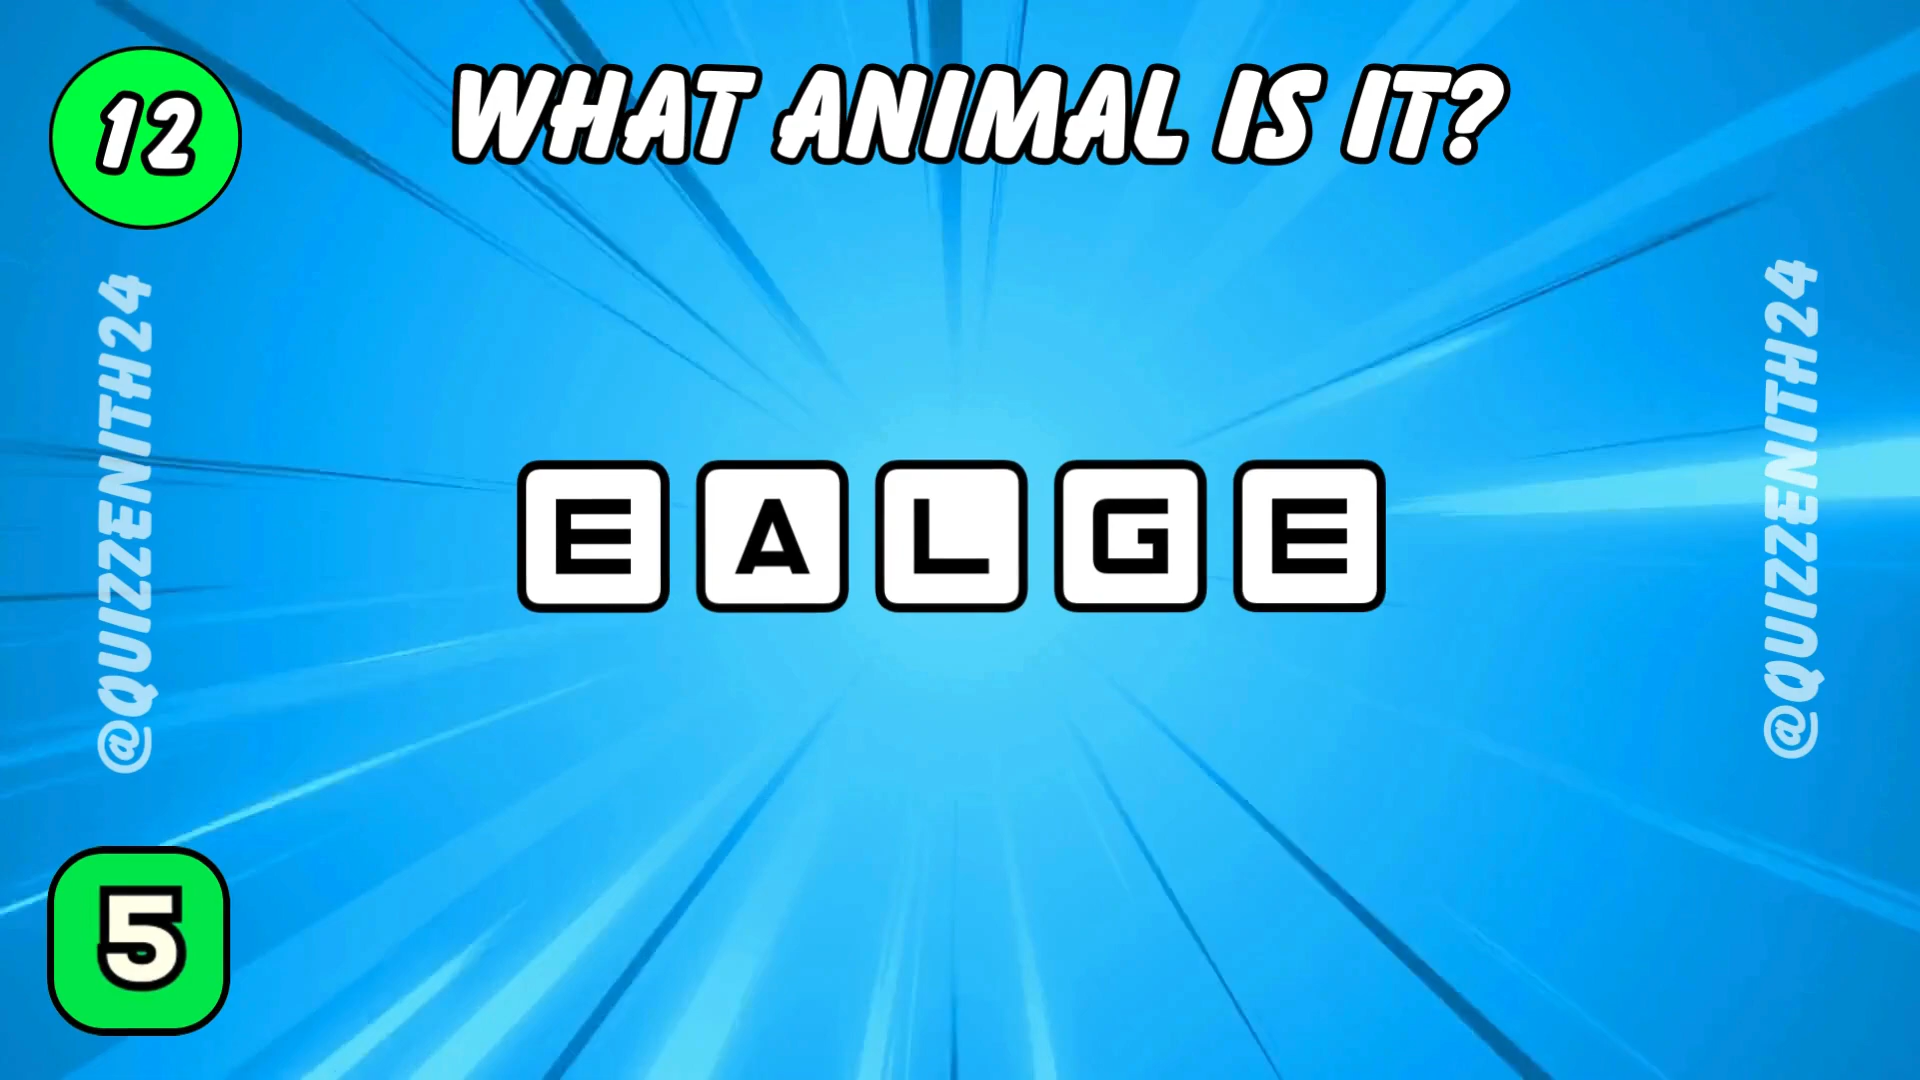 12
WHAT ANIMAL IS IT?
@QUIZZENITH24
@QUIZZENITH24
E A L G E
5